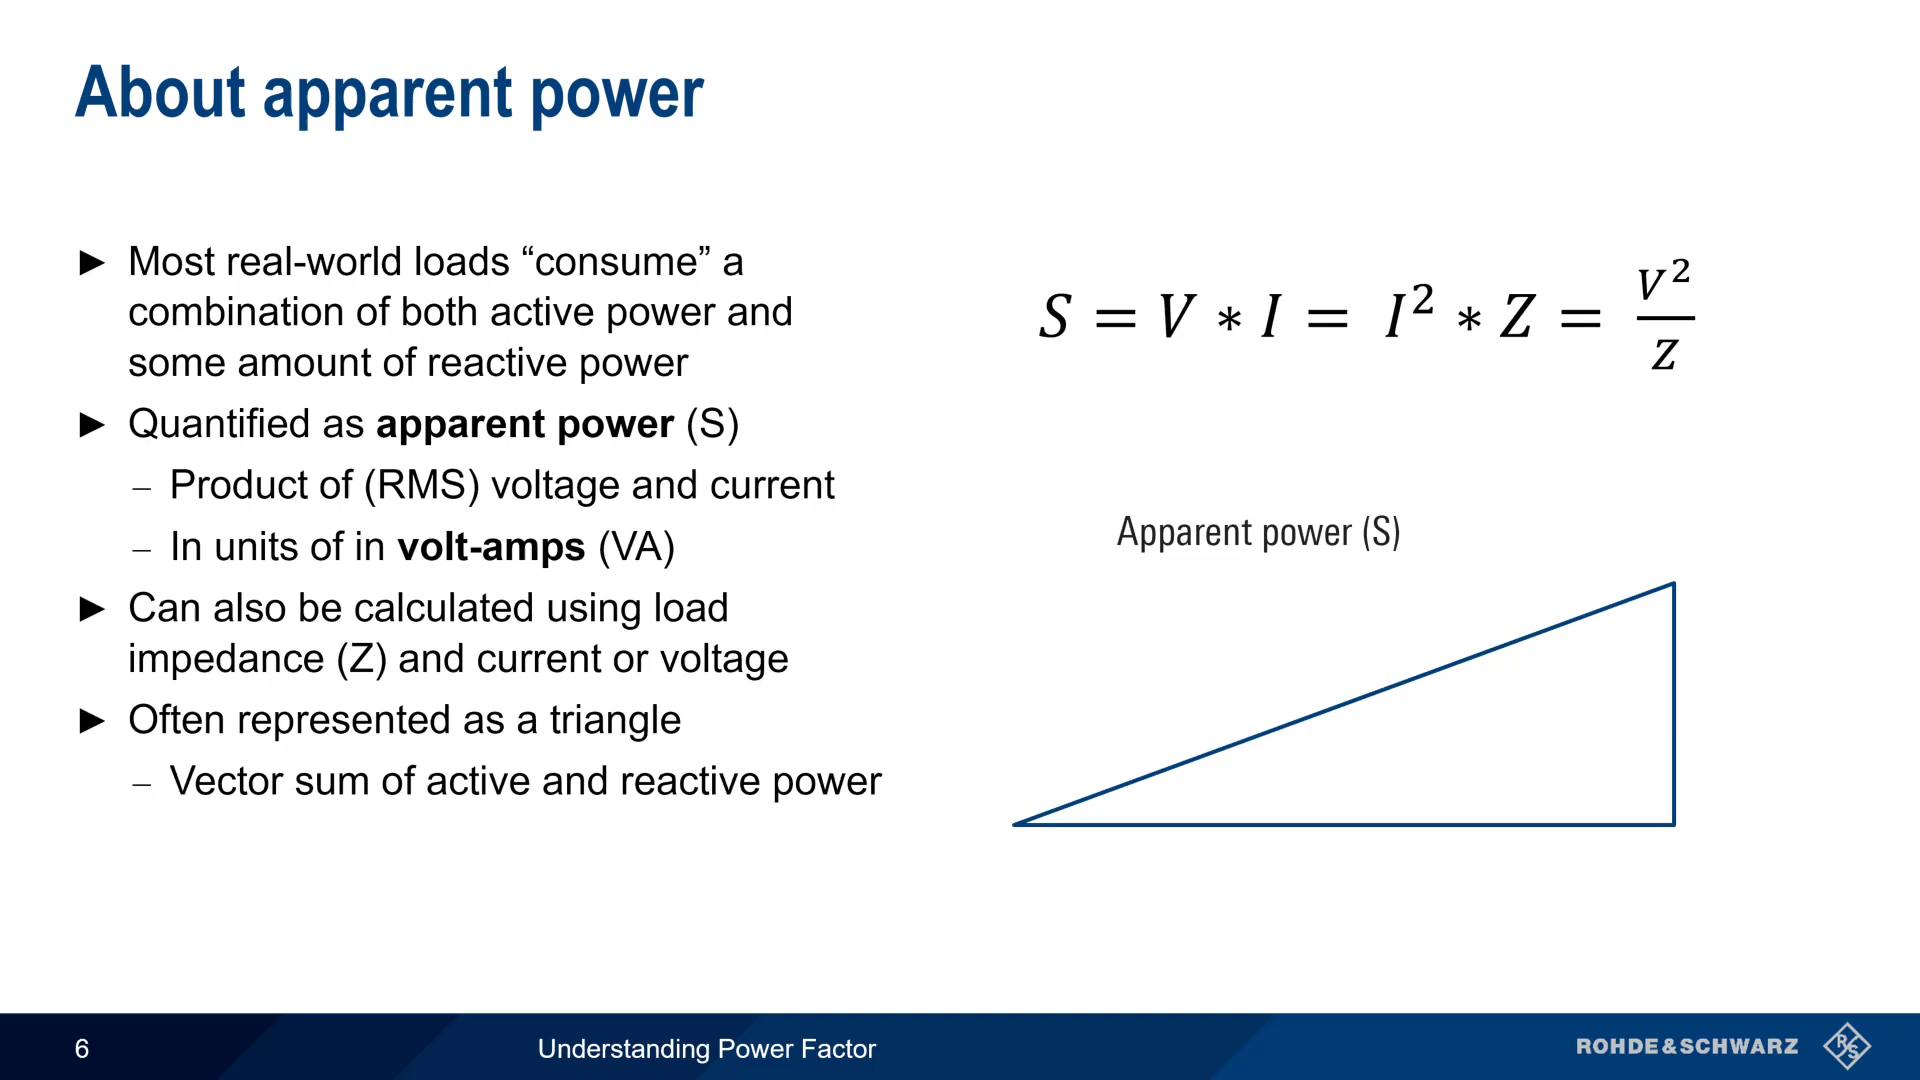 About apparent power
► Most real-world loads “consume” a
combination of both active power and
some amount of reactive power
► Quantified as apparent power (S)
– Product of (RMS) voltage and current
– In units of in volt-amps (VA)
► Can also be calculated using load
impedance (Z) and current or voltage
► Often represented as a triangle
– Vector sum of active and reactive power
S = V * I = I² * Z = V²/Z
Apparent power (S)
6
Understanding Power Factor
ROHDE & SCHWARZ
R&S